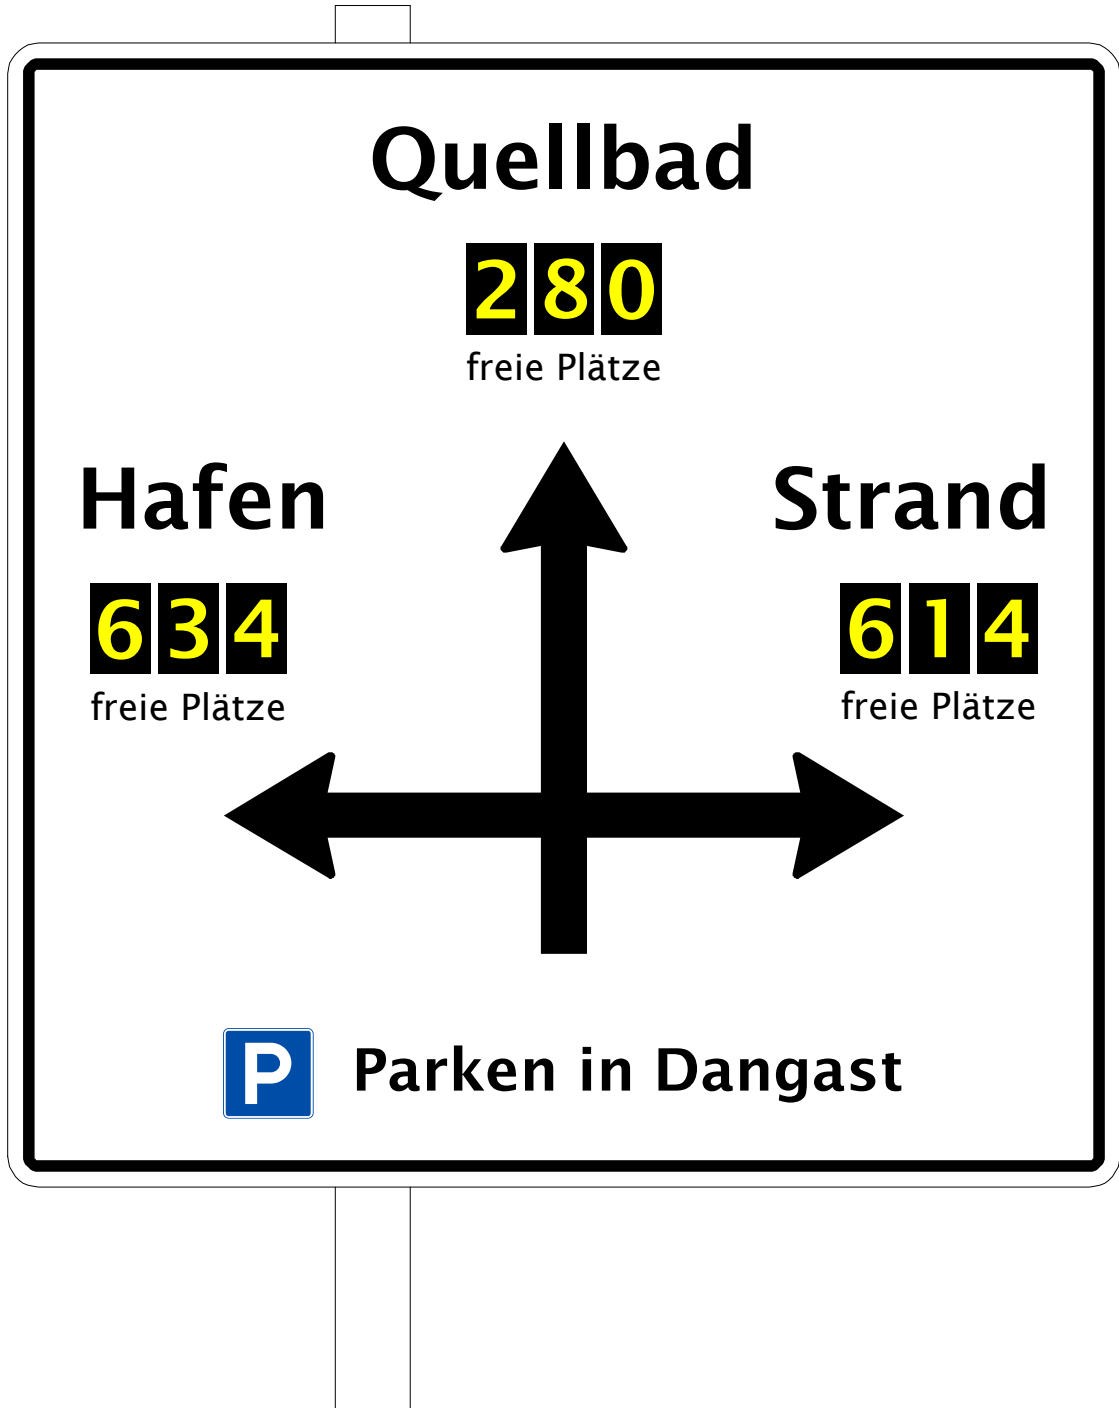 Quellbad
280
freie Plätze
Hafen
634
freie Plätze
Strand
614
freie Plätze
P Parken in Dangast